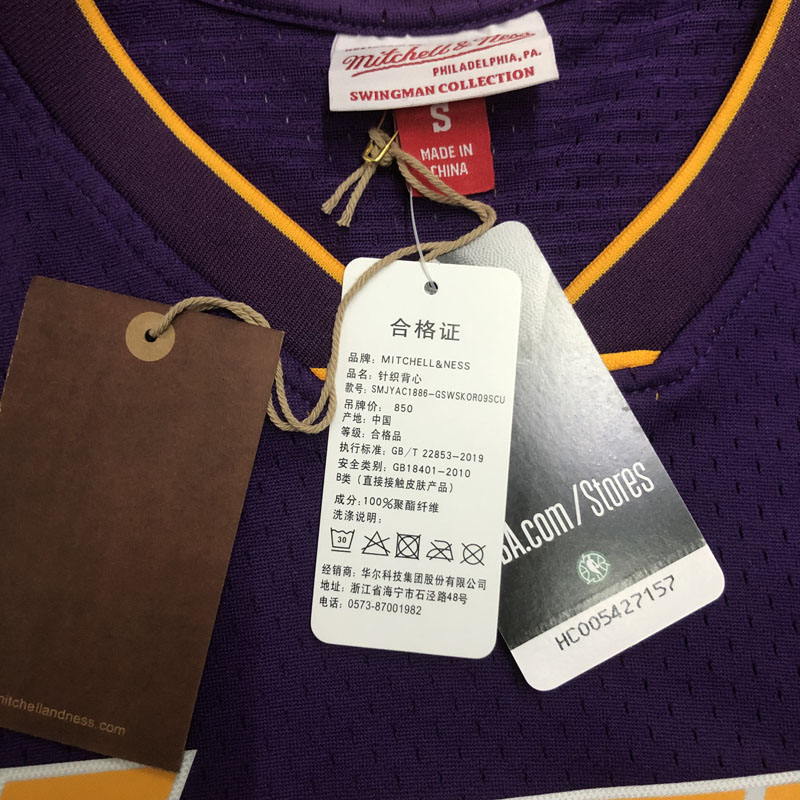 Mitchell & Ness
PHILADELPHIA, PA.
SWINGMAN COLLECTION
S
MADE IN
CHINA
合格证
品牌: MITCHELL&NESS
品名: 针织背心
款号: SMJYAC1886-GSWSKOR09SCU
吊牌价: 850
产地: 中国
等级: 合格品
执行标准: GB/T 22853-2019
安全类别: GB18401-2010
B类（直接接触皮肤产品）
成分: 100%聚酯纤维
洗涤说明:
30
经销商: 华尔科技集团股份有限公司
地址: 浙江省海宁市石泾路48号
电话: 0573-87001982
.com/Stores
HC005427157
mitchellandness.com